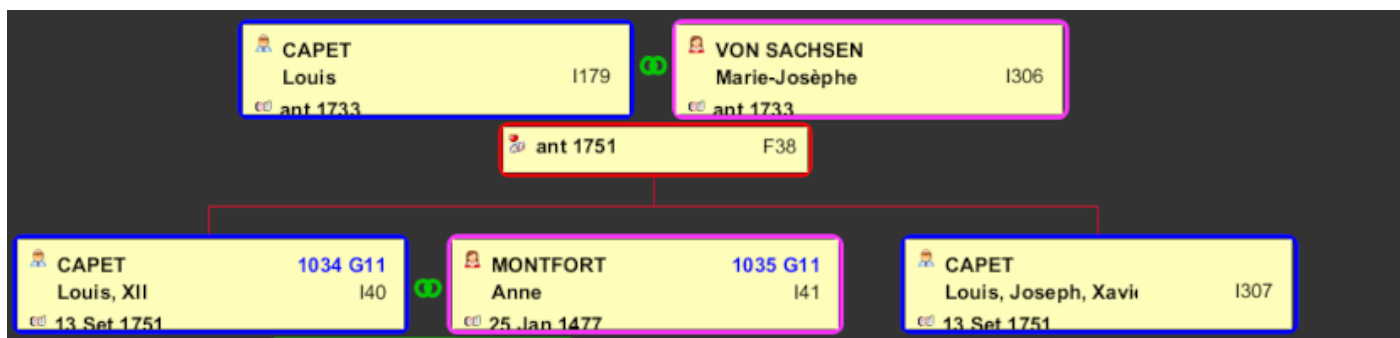 CAPET
Louis I179
ant 1733
VON SACHSEN
Marie-Josèphe I306
ant 1733
ant 1751 F38
CAPET 1034 G11
Louis, XII I40
13 Set 1751
MONTFORT 1035 G11
Anne I41
25 Jan 1477
CAPET
Louis, Joseph, Xavi I307
13 Set 1751